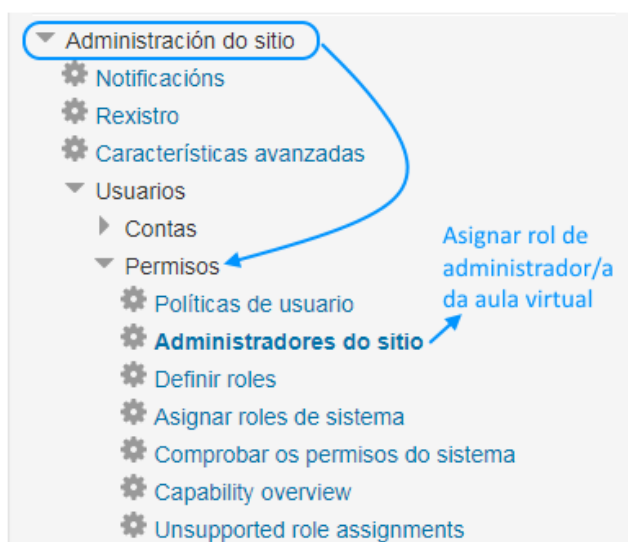 Administración do sitio
Notificacións
Rexistro
Características avanzadas
Usuarios
Contas
Permisos
Asignar rol de
administrador/a
da aula virtual
Políticas de usuario
Administradores do sitio
Definir roles
Asignar roles de sistema
Comprobar os permisos do sistema
Capability overview
Unsupported role assignments